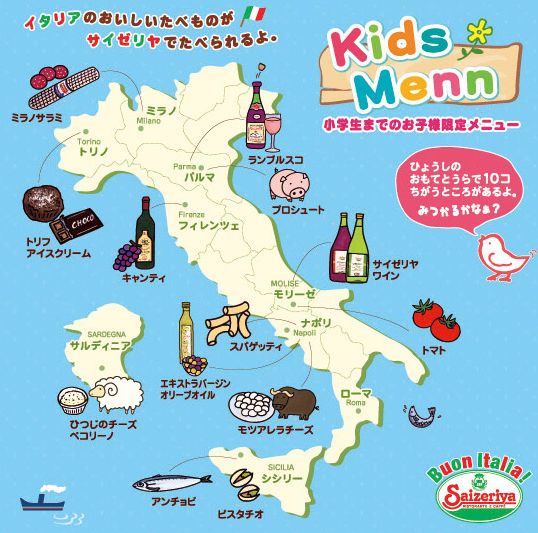 イタリアのおいしいたべものが
サイゼリヤでたべられるよ。
Kids
Menn
小学生までのお子様限定メニュー
ひょうしの
おもてとうらで10コ
ちがうところがあるよ。
みつかるかなぁ?
ミラノサラミ
ミラノ
Milano
Torino
トリノ
ランブルスコ
Parma
パルマ
プロシュート
CHOCO
トリフ
アイスクリーム
Firenze
フィレンツェ
キャンティ
サイゼリヤ
ワイン
MOLISE
モリーゼ
ナポリ
Napoli
トマト
スパゲッティ
エキストラバージン
オリーブオイル
SARDEGNA
サルディニア
ひつじのチーズ
ペコリーノ
モツアレラチーズ
ローマ
Roma
SICILIA
シシリー
アンチョビ
ピスタチオ
Buon Italia!
Saizeriya
RISTORANTE E CAFFÈ